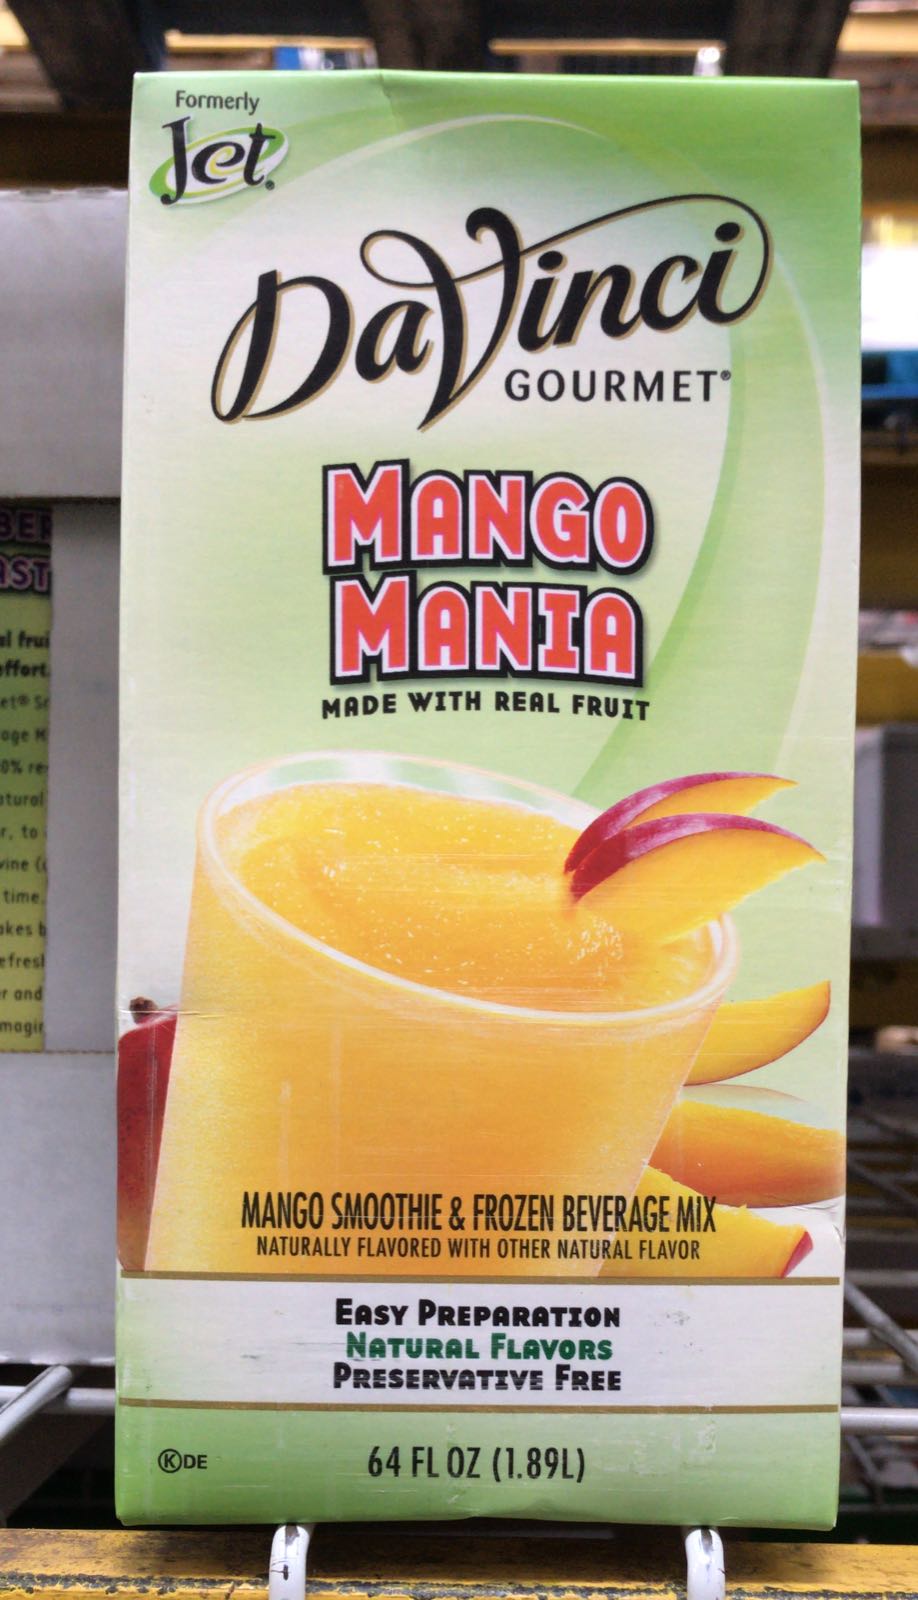 Formerly
Jet®
DaVinci
GOURMET®
MANGO
MANIA
MADE WITH REAL FRUIT
MANGO SMOOTHIE & FROZEN BEVERAGE MIX
NATURALLY FLAVORED WITH OTHER NATURAL FLAVOR
EASY PREPARATION
NATURAL FLAVORS
PRESERVATIVE FREE
K DE
64 FL OZ (1.89L)